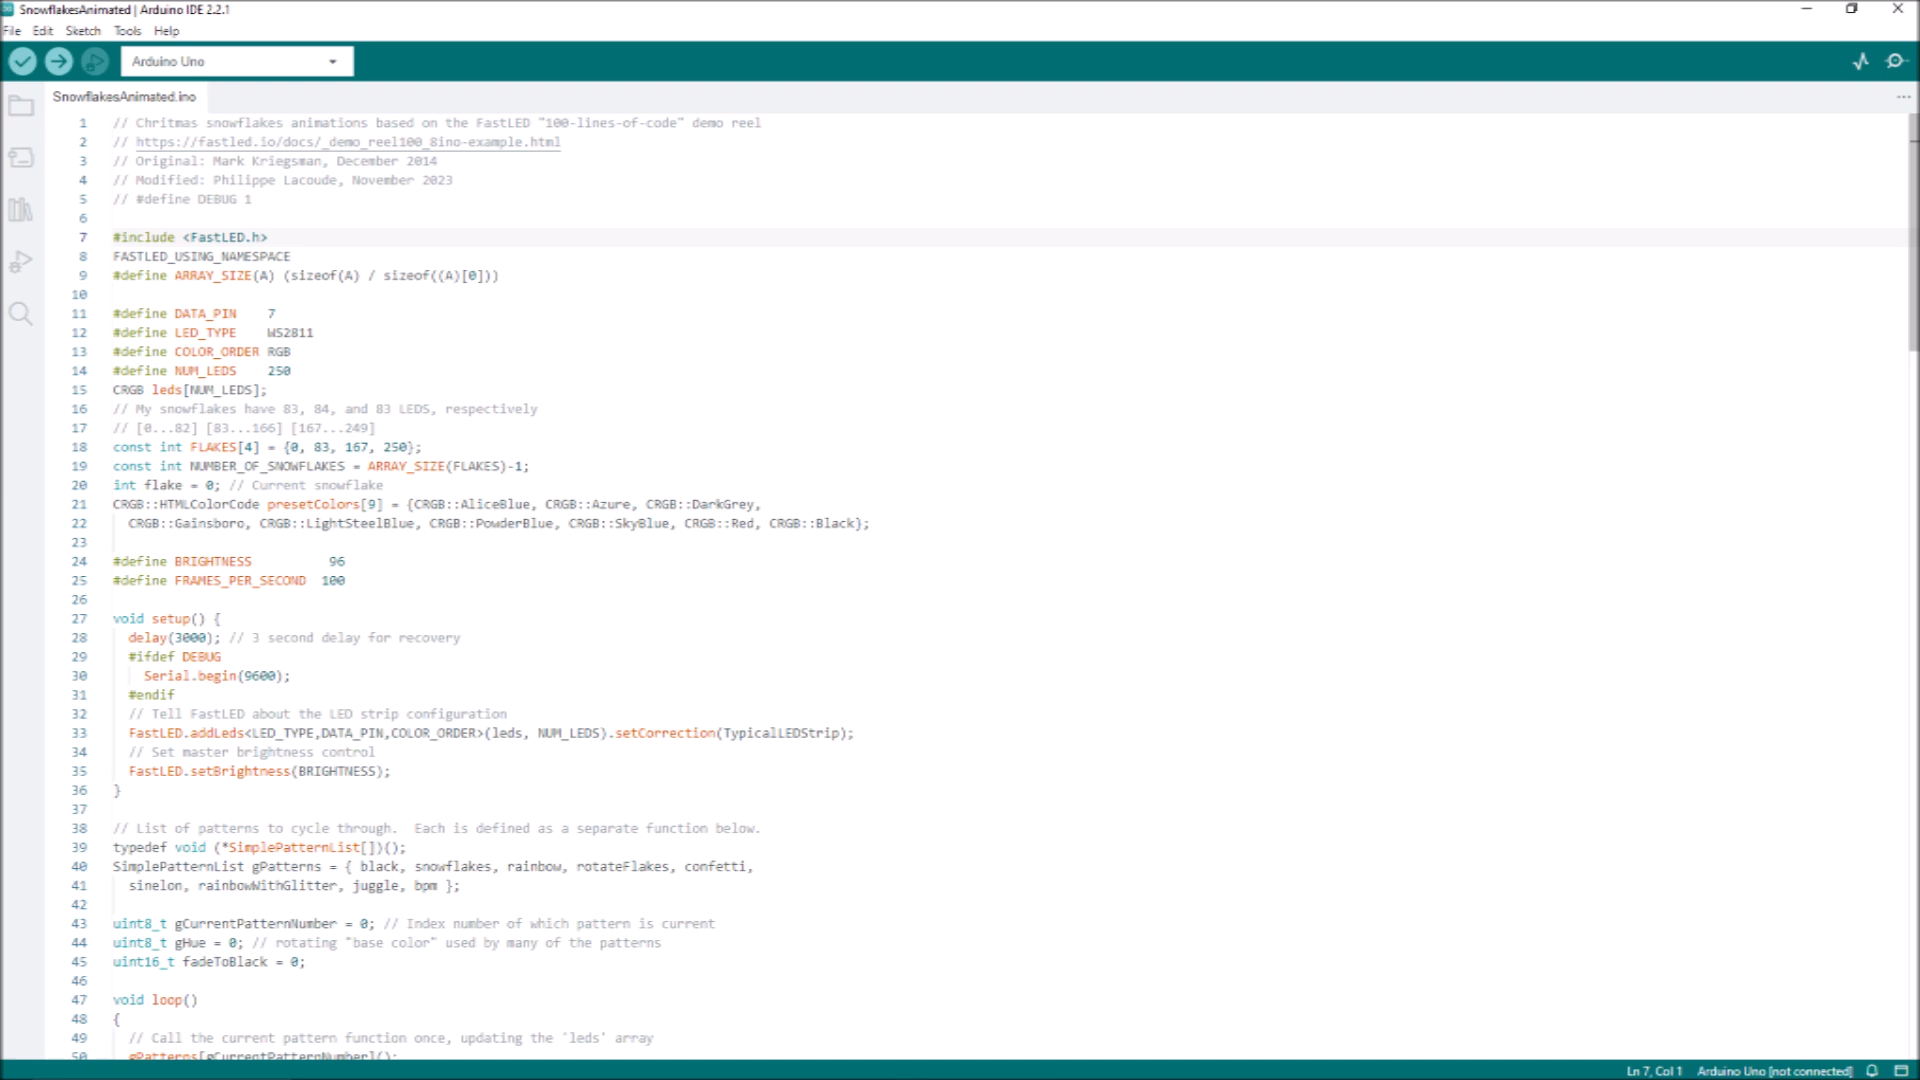 SnowflakesAnimated | Arduino IDE 2.2.1
File Edit Sketch Tools Help
Arduino Uno
SnowflakesAnimated.ino
1 // Chritmas snowflakes animations based on the FastLED "100-lines-of-code" demo reel
2 // https://fastled.io/docs/_demo_reel100_8ino-example.html
3 // Original: Mark Kriegsman, December 2014
4 // Modified: Philippe Lacoude, November 2023
5 // #define DEBUG 1
6
7 #include <FastLED.h>
8 FASTLED_USING_NAMESPACE
9 #define ARRAY_SIZE(A) (sizeof(A) / sizeof((A)[0]))
10
11 #define DATA_PIN    7
12 #define LED_TYPE    WS2811
13 #define COLOR_ORDER RGB
14 #define NUM_LEDS    250
15 CRGB leds[NUM_LEDS];
16 // My snowflakes have 83, 84, and 83 LEDS, respectively
17 // [0...82] [83...166] [167...249]
18 const int FLAKES[4] = {0, 83, 167, 250};
19 const int NUMBER_OF_SNOWFLAKES = ARRAY_SIZE(FLAKES)-1;
20 int flake = 0; // Current snowflake
21 CRGB::HTMLColorCode presetColors[9] = {CRGB::AliceBlue, CRGB::Azure, CRGB::DarkGrey,
22   CRGB::Gainsboro, CRGB::LightSteelBlue, CRGB::PowderBlue, CRGB::SkyBlue, CRGB::Red, CRGB::Black};
23
24 #define BRIGHTNESS          96
25 #define FRAMES_PER_SECOND  100
26
27 void setup() {
28   delay(3000); // 3 second delay for recovery
29   #ifdef DEBUG
30     Serial.begin(9600);
31   #endif
32   // Tell FastLED about the LED strip configuration
33   FastLED.addLeds<LED_TYPE,DATA_PIN,COLOR_ORDER>(leds, NUM_LEDS).setCorrection(TypicalLEDStrip);
34   // Set master brightness control
35   FastLED.setBrightness(BRIGHTNESS);
36 }
37
38 // List of patterns to cycle through.  Each is defined as a separate function below.
39 typedef void (*SimplePatternList[])();
40 SimplePatternList gPatterns = { black, snowflakes, rainbow, rotateFlakes, confetti,
41   sinelon, rainbowWithGlitter, juggle, bpm };
42
43 uint8_t gCurrentPatternNumber = 0; // Index number of which pattern is current
44 uint8_t gHue = 0; // rotating "base color" used by many of the patterns
45 uint16_t fadeToBlack = 0;
46
47 void loop()
48 {
49   // Call the current pattern function once, updating the 'leds' array
50   gPatterns[gCurrentPatternNumber]();
Ln 7, Col 1 Arduino Uno [not connected]